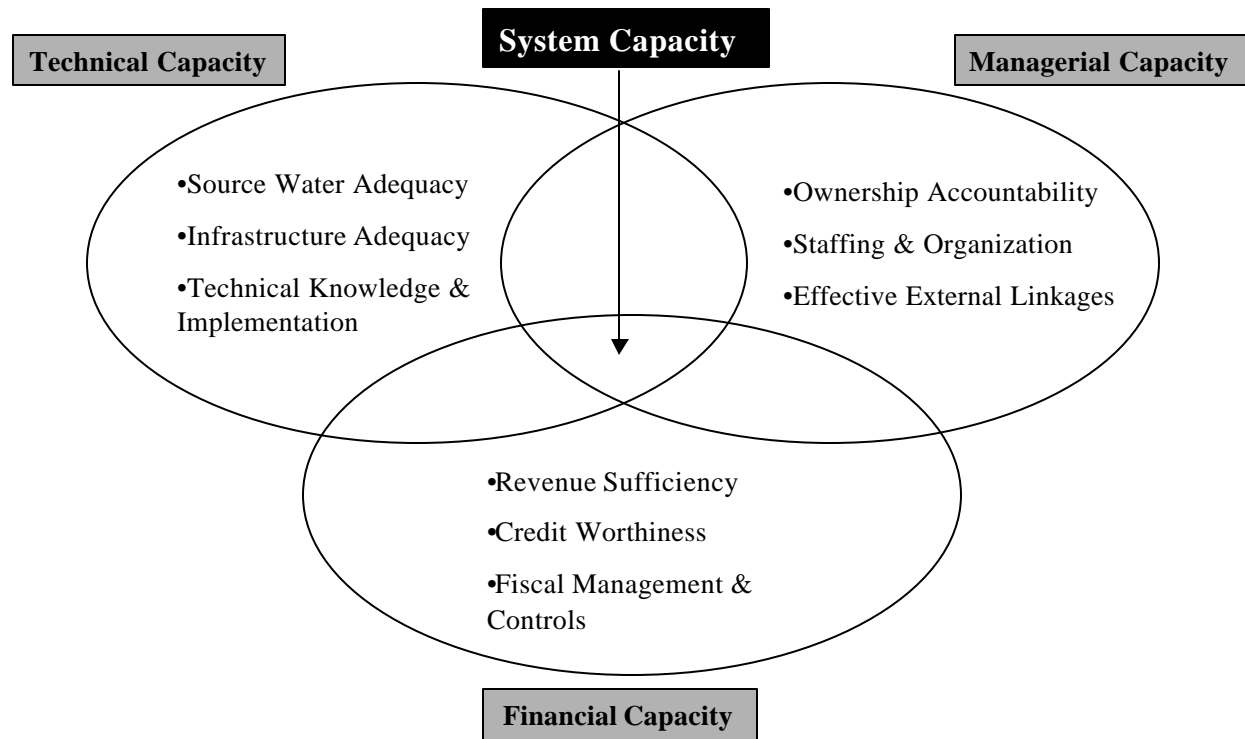 System Capacity
Technical Capacity
Managerial Capacity
•Source Water Adequacy
•Infrastructure Adequacy
•Technical Knowledge &
Implementation
•Ownership Accountability
•Staffing & Organization
•Effective External Linkages
•Revenue Sufficiency
•Credit Worthiness
•Fiscal Management &
Controls
Financial Capacity